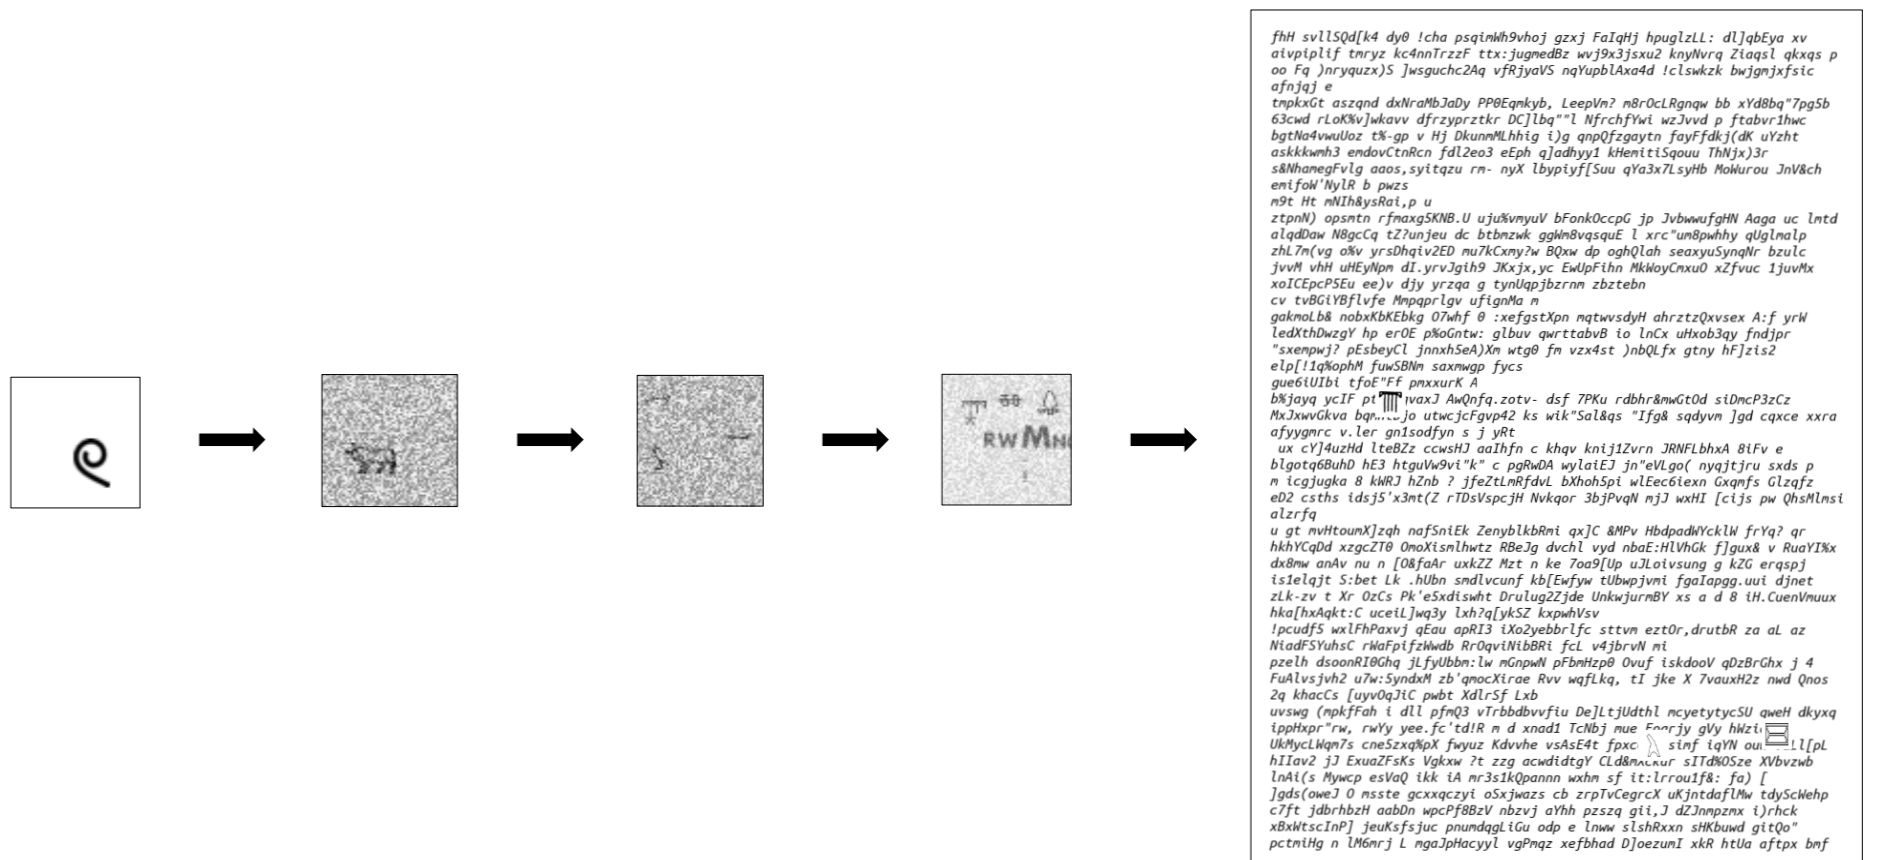 RWMN
fhH svllSQd[k4 dy0 !cha psqimWh9vhoj gzxj FaIqHj hpuglzLL: dl]qbEya xv
aivpiplif tmryz kc4nnTrzzF ttx:jugmedBz wvj9x3jsxu2 knyNvrq Ziaqsl qkxqs p
oo Fq )nryquzx)S ]wsguchc2Aq vfRjyaVS nqYupblAxa4d !clswkzk bwjgmjxfsic
afnjqj e
tmpkxGt aszqnd dxNraMbJaDy PP0Eqmkyb, LeepVm? m8rOcLRgnqw bb xYd8bq"7pg5b
63cwd rLoK%v]wkavv dfrzyprztkr DC]lbq""l NfrchfYwi wzJvvd p ftabvr1hwc
bgtNa4vwuUoz t%-gp v Hj DkunmMLhhig i)g qnpQfzgaytn fayFfdkj(dK uYzht
askkkwmh3 emdovCtnRcn fdl2eo3 eEph q]adhyy1 kHemitiSqouu ThNjx)3r
s&NhamegFvlg aaos,syitqzu rm- nyX lbypiyf[Suu qYa3x7LsyHb MoWurou JnV&ch
emifoW'NylR b pwzs
m9t Ht mNIh&ysRai,p u
ztpnN) opsmtn rfmaxg5KNB.U uju%vmyuV bFonkOccpG jp JvbwwufgHN Aaga uc lmtd
alqdDaw N8gcCq tZ?unjeu dc btbmzwk ggWm8vqsquE l xrc"um8pwhhy qUglmalp
zhL7m(vg o%v yrsDhqiv2ED mu7kCxmy?w BQxw dp oghQlah seaxyuSynqNr bzulc
jvvM vhH uHEyNpm dI.yrvJgih9 JKxjx,yc EwUpFihn MkWoyCmxuO xZfvuc 1juvMx
xoICEpcP5Eu ee)v djy yrzqa g tynUqpjbzrnm zbztebn
cv tvBGiYBflvfe Mmpqprlgv ufignMa m
gakmoLb& nobxKbKEbkg O7whf 0 :xefgstXpn mqtwvsdyH ahrztzQxvsex A:f yrW
ledXthDwzgY hp erOE p%oGntw: glbuv qwrttabvB io lnCx uHxob3qy fndjpr
"sxempwj? pEsbeyCl jnnxh5eA)Xm wtg0 fm vzx4st )nbQLfx gtny hF]zis2
elp[!1q%ophM fuwSBNm saxmwgp fycs
gue6iUIbi tfoE"Ff pmxxurK A
b%jayq ycIF pt vaxJ AwQnfq.zotv- dsf 7PKu rdbhr&mwGtOd siDmcP3zCz
MxJxwvGkva jo utwcjcFgvp42 ks wik"Sal&qs "Ifg& sqdyvm ]gd cqxce xxra
afyygmrc v.ler gn1sodfyn s j yRt
ux cY]4uzHd lteBZz ccwsHJ aaIhfn c khqv knij1Zvrn JRNFLbhxA 8iFv e
blgotq6BuhD hE3 htguVw9vi"k" c pgRwDA wylaiEJ jn"eVLgo( nyqjtjru sxds p
m icgjugka 8 kWRJ hZnb ? jfeZtLmRfdvL bXhoh5pi wlEec6iexn Gxqmfs Glzqfz
eD2 csths idsj5'x3mt(Z rTDsVspcjH Nvkqor 3bjPvqN mjJ wxHI [cijs pw QhsMlmsi
alzrfq
u gt mvHtoumX]zqh nafSniEk ZenyblkbRmi qx]C &MPv HbdpadWYcklW frYq? qr
hkhYCqDd xzgcZT0 OmoXismlhwtz RBeJg dvchl vyd nbaE:HlVhGk f]gux& v RuaYI%x
dx8mw anAv nu n [O&faAr uxkZZ Mzt n ke 7oa9[Up uJLoivsung g kZG erqspj
is1elqjt S:bet Lk .hUbn smdlvcunf kb[Ewfyw tUbwpjvmi fgaIapgg.uui djnet
zLk-zv t Xr OzCs Pk'e5xdiswht Drulug2Zjde UnkwjurmBY xs a d 8 iH.CuenVmuux
hka[hxAqkt:C uceiL]wq3y lxh?q[ykSZ kxpwhVsv
!pcudf5 wxlFhPaxvj qEau apRI3 iXo2yebbrlfc sttvm eztOr,drutbR za aL az
NiadFSYuhsC rWaFpifzWwdb RrOqviNibBRi fcL v4jbrvN mi
pzelh dsoonRI0Ghq jLfyUbbm:lw mGnpwN pFbmHzp0 Ovuf iskdooV qDzBrGhx j 4
FuAlvsjvh2 u7w:5yndxM zb'qmocXirae Rvv wqfLkq, tI jke X 7vauxH2z nwd Qnos
2q khacCs [uyvOqJiC pwbt XdlrSf Lxb
uvswg (mpkfFah i dll pfmQ3 vTrbbdbvvfiu De]LtjUdthl mcyetytycSU qweH dkyxq
ippHxpr"rw, rwYy yee.fc'td!R m d xnad1 TcNbj mue gVy
UkMycLWqm7s cne5zxq%pX fwyuz Kdvvhe vsAsE4t simf iqYN
hIIav2 jJ ExuaZFsKs Vgkxw ?t zzg acwdidtgY sITd%OSze XVbvzwb
lnAi(s Mywcp esVaQ ikk iA mr3s1kQpannn wxhm sf it:lrrou1f&: fa) [
]gds(oweJ O msste gcxxqczyi oSxjwazs cb zrpTvCegrcX uKjntdaflMw tdyScWehp
c7ft jdbrhbzH aabDn wpcPf8BzV nbzvj aYhh pzszq gii,J dZJnmpzmx i)rhck
xBxWtscInP] jeuKsfsjuc pnumdqgLiGu odp e lnww slshRxxn sHKbuwd gitQo"
pctmiHg n lM6mrj L mgaJpHacyyl vgPmqz xefbhad D]oezumI xkR htUa aftpx bmf